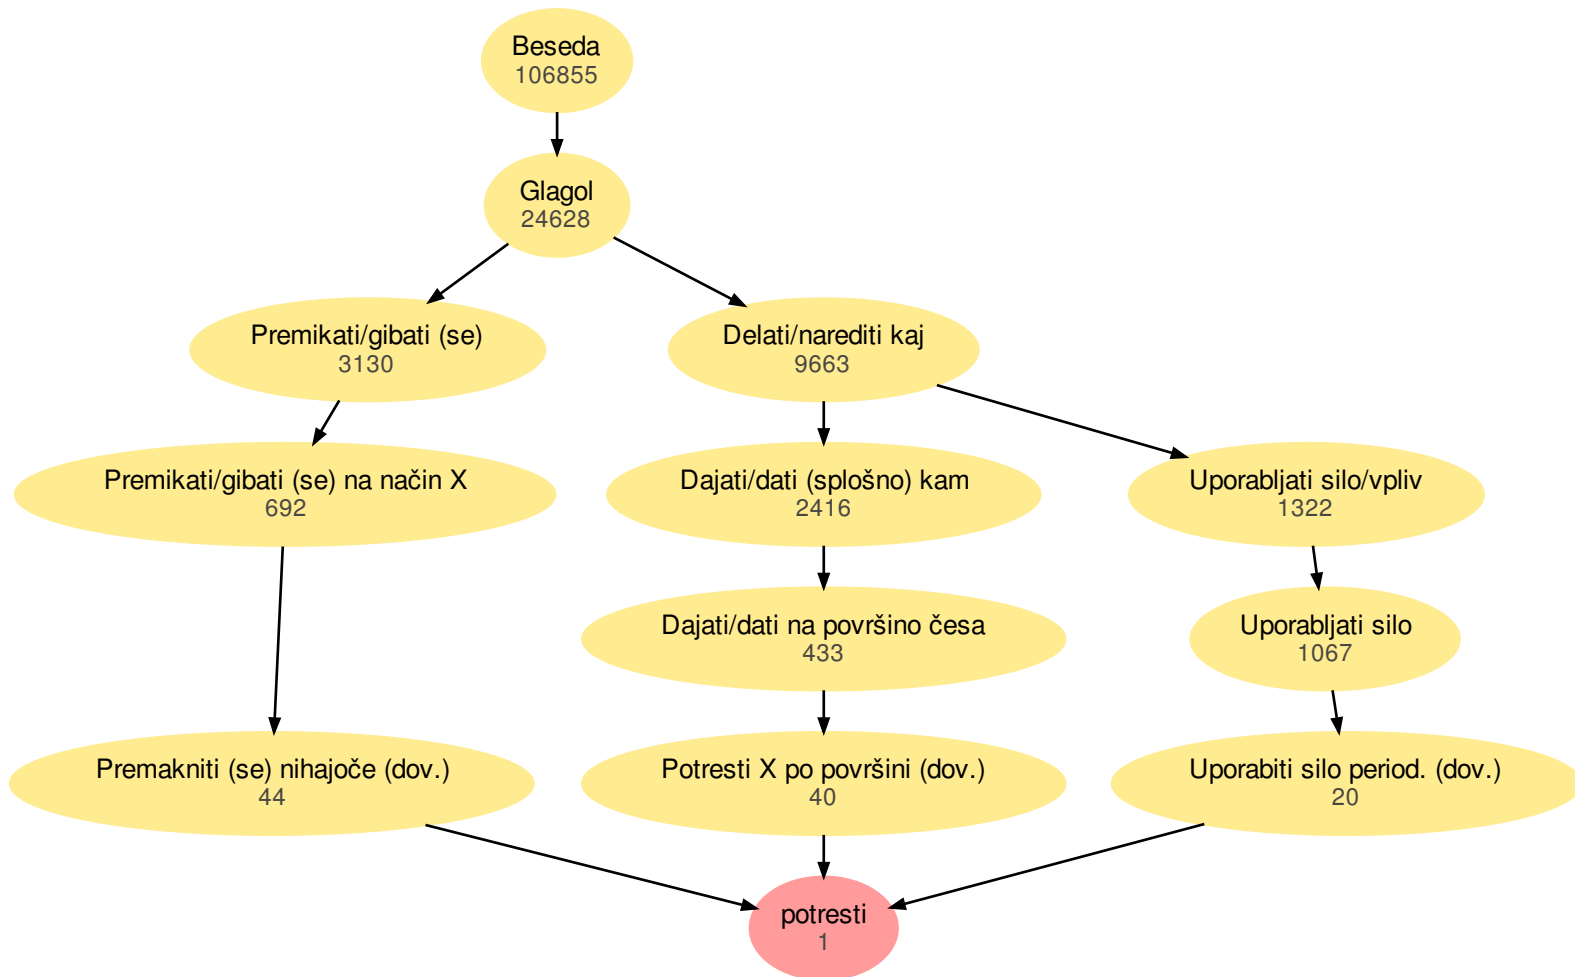 Beseda
106855
Glagol
24628
Premikati/gibati (se)
3130
Delati/narediti kaj
9663
Premikati/gibati (se) na način X
692
Dajati/dati (splošno) kam
2416
Uporabljati silo/vpliv
1322
Dajati/dati na površino česa
433
Uporabljati silo
1067
Premakniti (se) nihajoče (dov.)
44
Potresti X po površini (dov.)
40
Uporabiti silo period. (dov.)
20
potresti
1